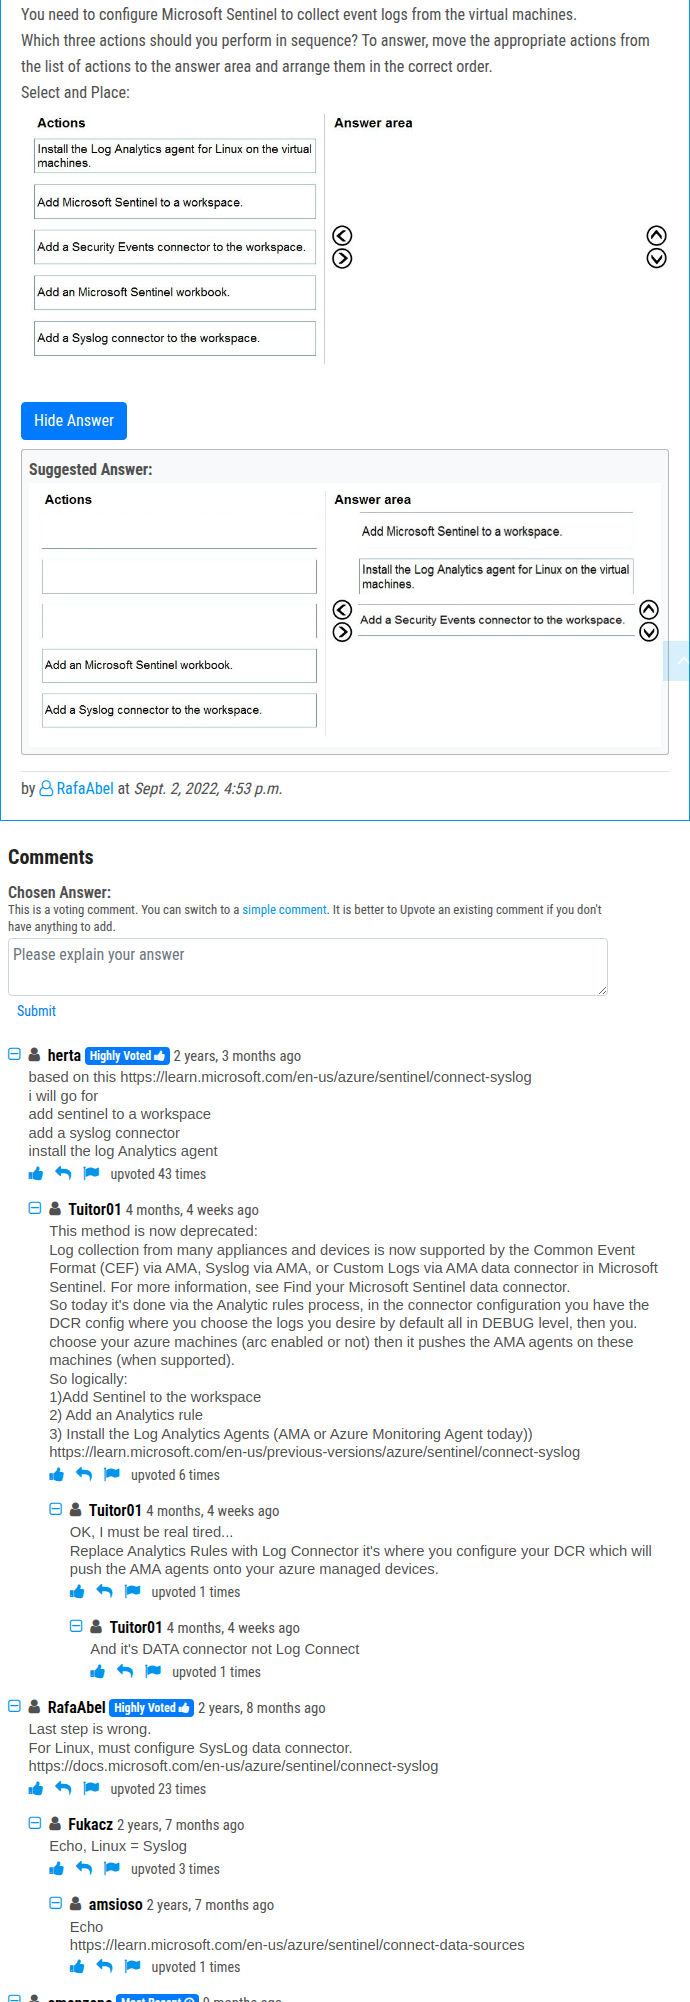 You need to configure Microsoft Sentinel to collect event logs from the virtual machines.
Which three actions should you perform in sequence? To answer, move the appropriate actions from
the list of actions to the answer area and arrange them in the correct order.
Select and Place:
Actions
Answer area
Install the Log Analytics agent for Linux on the virtual
machines.
Add Microsoft Sentinel to a workspace.
Add a Security Events connector to the workspace.
Add an Microsoft Sentinel workbook.
Add a Syslog connector to the workspace.
Hide Answer
Suggested Answer:
Actions
Answer area
Add Microsoft Sentinel to a workspace.
Install the Log Analytics agent for Linux on the virtual
machines.
Add a Security Events connector to the workspace.
Add an Microsoft Sentinel workbook.
Add a Syslog connector to the workspace.
by RafaAbel at Sept. 2, 2022, 4:53 p.m.
Comments
Chosen Answer:
This is a voting comment. You can switch to a simple comment. It is better to Upvote an existing comment if you don't
have anything to add.
Please explain your answer
Submit
herta Highly Voted 2 years, 3 months ago
based on this https://learn.microsoft.com/en-us/azure/sentinel/connect-syslog
i will go for
add sentinel to a workspace
add a syslog connector
install the log Analytics agent
upvoted 43 times
Tuitor01 4 months, 4 weeks ago
This method is now deprecated:
Log collection from many appliances and devices is now supported by the Common Event
Format (CEF) via AMA, Syslog via AMA, or Custom Logs via AMA data connector in Microsoft
Sentinel. For more information, see Find your Microsoft Sentinel data connector.
So today it's done via the Analytic rules process, in the connector configuration you have the
DCR config where you choose the logs you desire by default all in DEBUG level, then you.
choose your azure machines (arc enabled or not) then it pushes the AMA agents on these
machines (when supported).
So logically:
1)Add Sentinel to the workspace
2) Add an Analytics rule
3) Install the Log Analytics Agents (AMA or Azure Monitoring Agent today))
https://learn.microsoft.com/en-us/previous-versions/azure/sentinel/connect-syslog
upvoted 6 times
Tuitor01 4 months, 4 weeks ago
OK, I must be real tired...
Replace Analytics Rules with Log Connector it's where you configure your DCR which will
push the AMA agents onto your azure managed devices.
upvoted 1 times
Tuitor01 4 months, 4 weeks ago
And it's DATA connector not Log Connect
upvoted 1 times
RafaAbel Highly Voted 2 years, 8 months ago
Last step is wrong.
For Linux, must configure SysLog data connector.
https://docs.microsoft.com/en-us/azure/sentinel/connect-syslog
upvoted 23 times
Fukacz 2 years, 7 months ago
Echo, Linux = Syslog
upvoted 3 times
amsioso 2 years, 7 months ago
Echo
https://learn.microsoft.com/en-us/azure/sentinel/connect-data-sources
upvoted 1 times